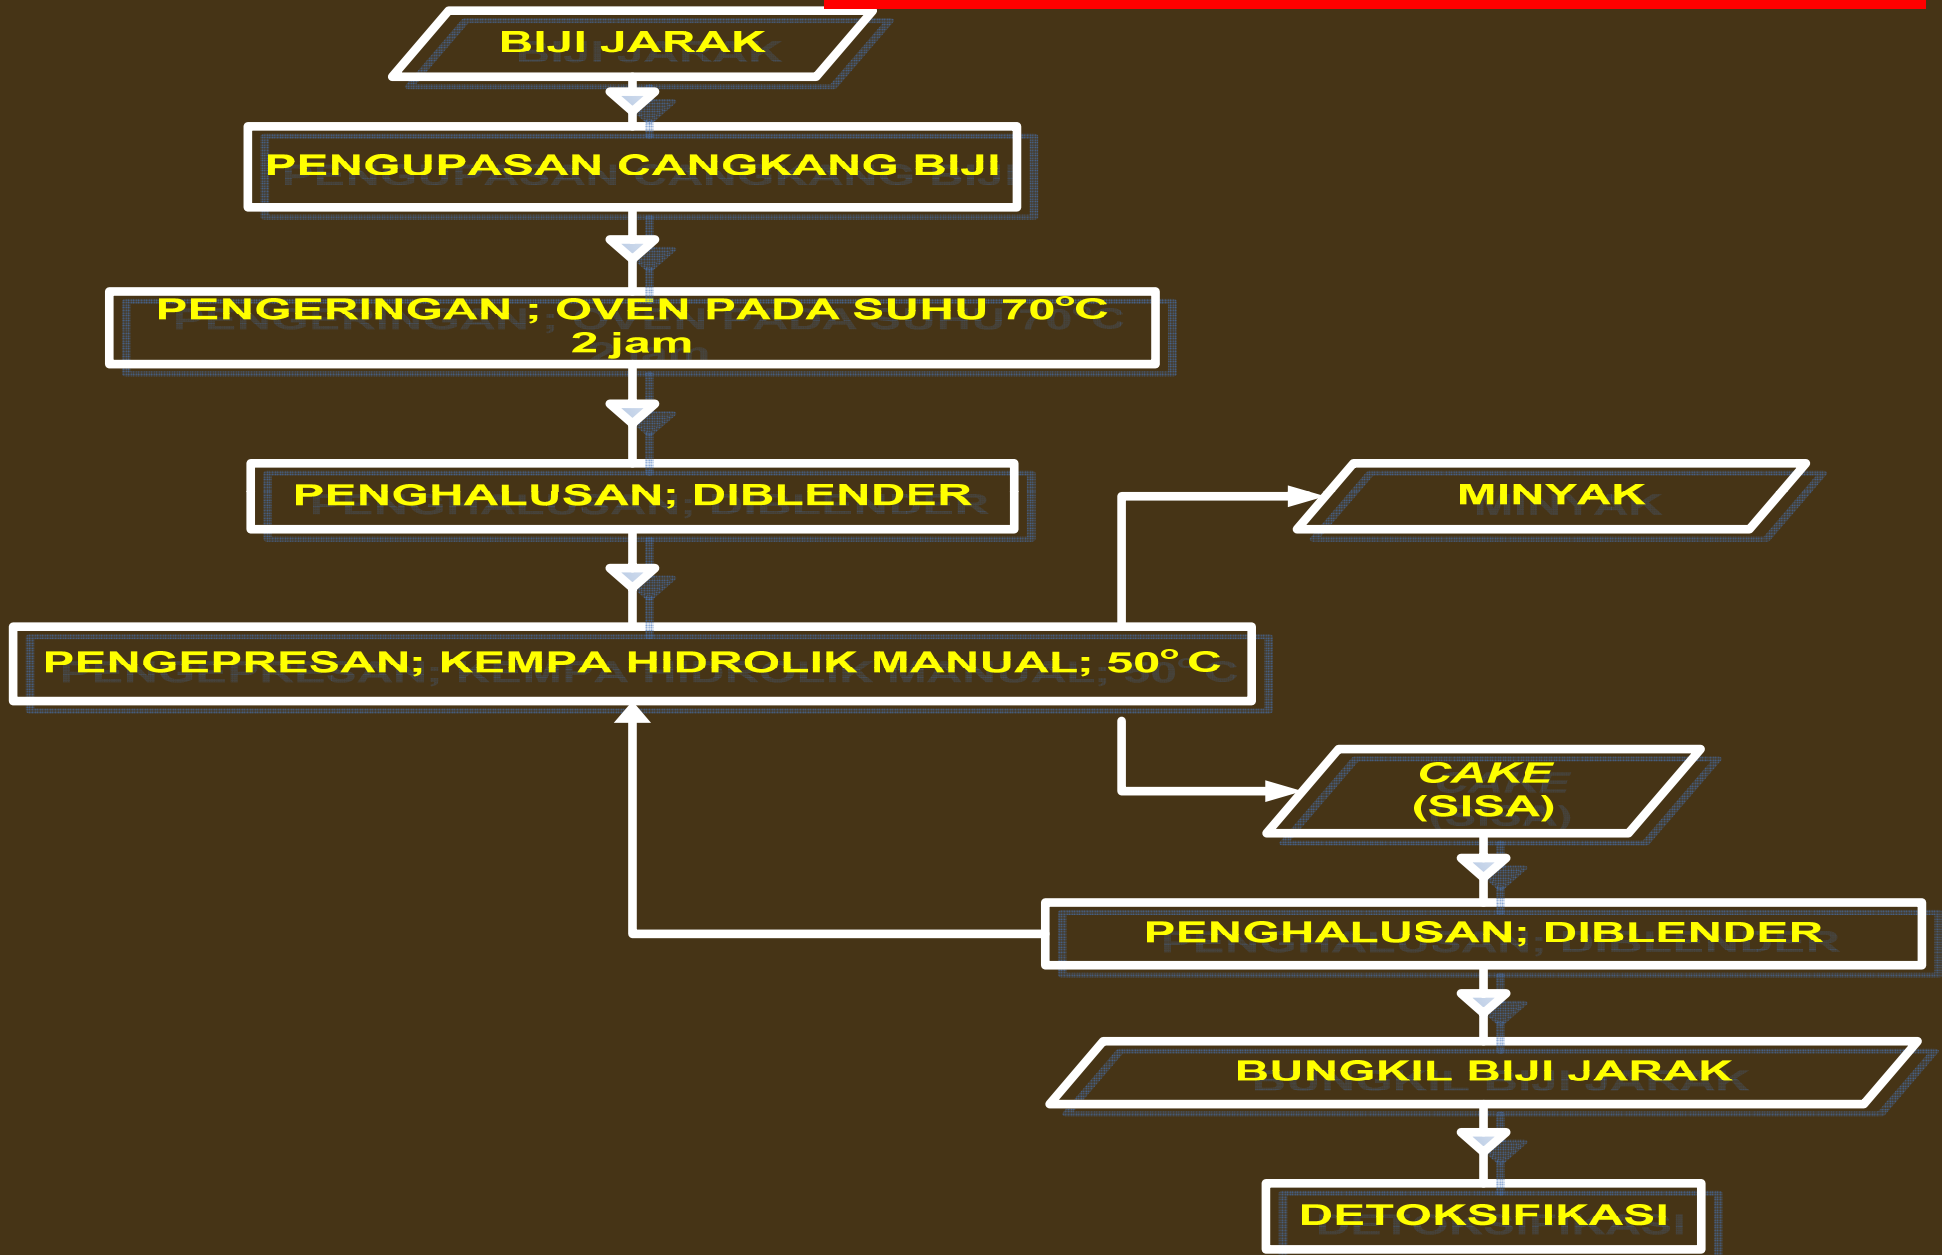 BIJI JARAK
PENGUPASAN CANGKANG BIJI
PENGERINGAN ; OVEN PADA SUHU 70°C
2 jam
PENGHALUSAN; DIBLENDER
MINYAK
PENGEPRESAN; KEMPA HIDROLIK MANUAL; 50° C
CAKE
(SISA)
PENGHALUSAN; DIBLENDER
BUNGKIL BIJI JARAK
DETOKSIFIKASI